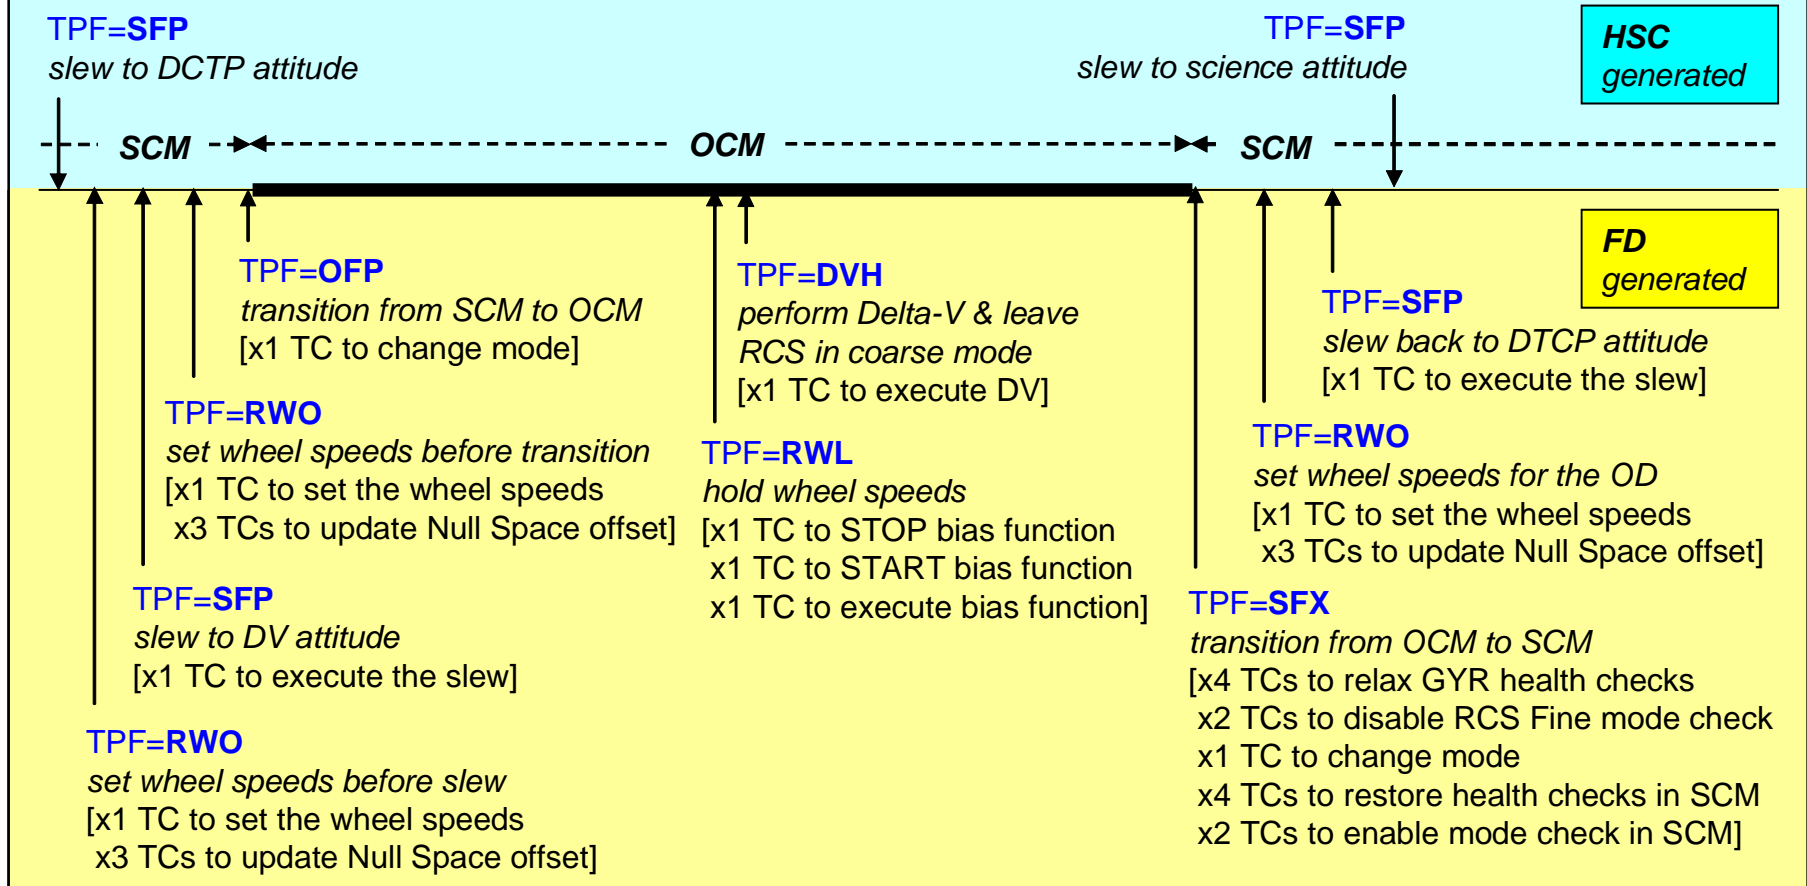 TPF=SFP
slew to DCTP attitude
TPF=SFP
slew to science attitude
HSC
generated
SCM
OCM
SCM
FD
generated
TPF=OFP
transition from SCM to OCM
[x1 TC to change mode]
TPF=DVH
perform Delta-V & leave
RCS in coarse mode
[x1 TC to execute DV]
TPF=SFP
slew back to DTCP attitude
[x1 TC to execute the slew]
TPF=RWO
set wheel speeds before transition
[x1 TC to set the wheel speeds
x3 TCs to update Null Space offset]
TPF=RWL
hold wheel speeds
[x1 TC to STOP bias function
x1 TC to START bias function
x1 TC to execute bias function]
TPF=RWO
set wheel speeds for the OD
[x1 TC to set the wheel speeds
x3 TCs to update Null Space offset]
TPF=SFP
slew to DV attitude
[x1 TC to execute the slew]
TPF=SFX
transition from OCM to SCM
[x4 TCs to relax GYR health checks
x2 TCs to disable RCS Fine mode check
x1 TC to change mode
x4 TCs to restore health checks in SCM
x2 TCs to enable mode check in SCM]
TPF=RWO
set wheel speeds before slew
[x1 TC to set the wheel speeds
x3 TCs to update Null Space offset]